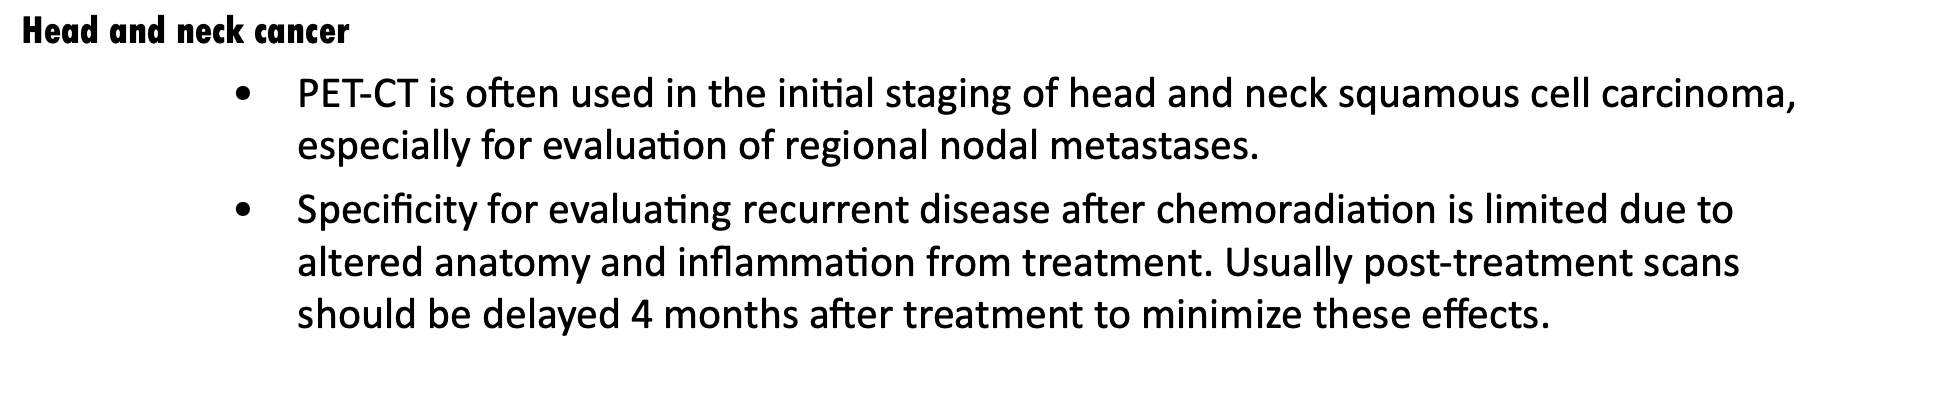 Head and neck cancer
• PET-CT is often used in the initial staging of head and neck squamous cell carcinoma,
especially for evaluation of regional nodal metastases.
• Specificity for evaluating recurrent disease after chemoradiation is limited due to
altered anatomy and inflammation from treatment. Usually post-treatment scans
should be delayed 4 months after treatment to minimize these effects.